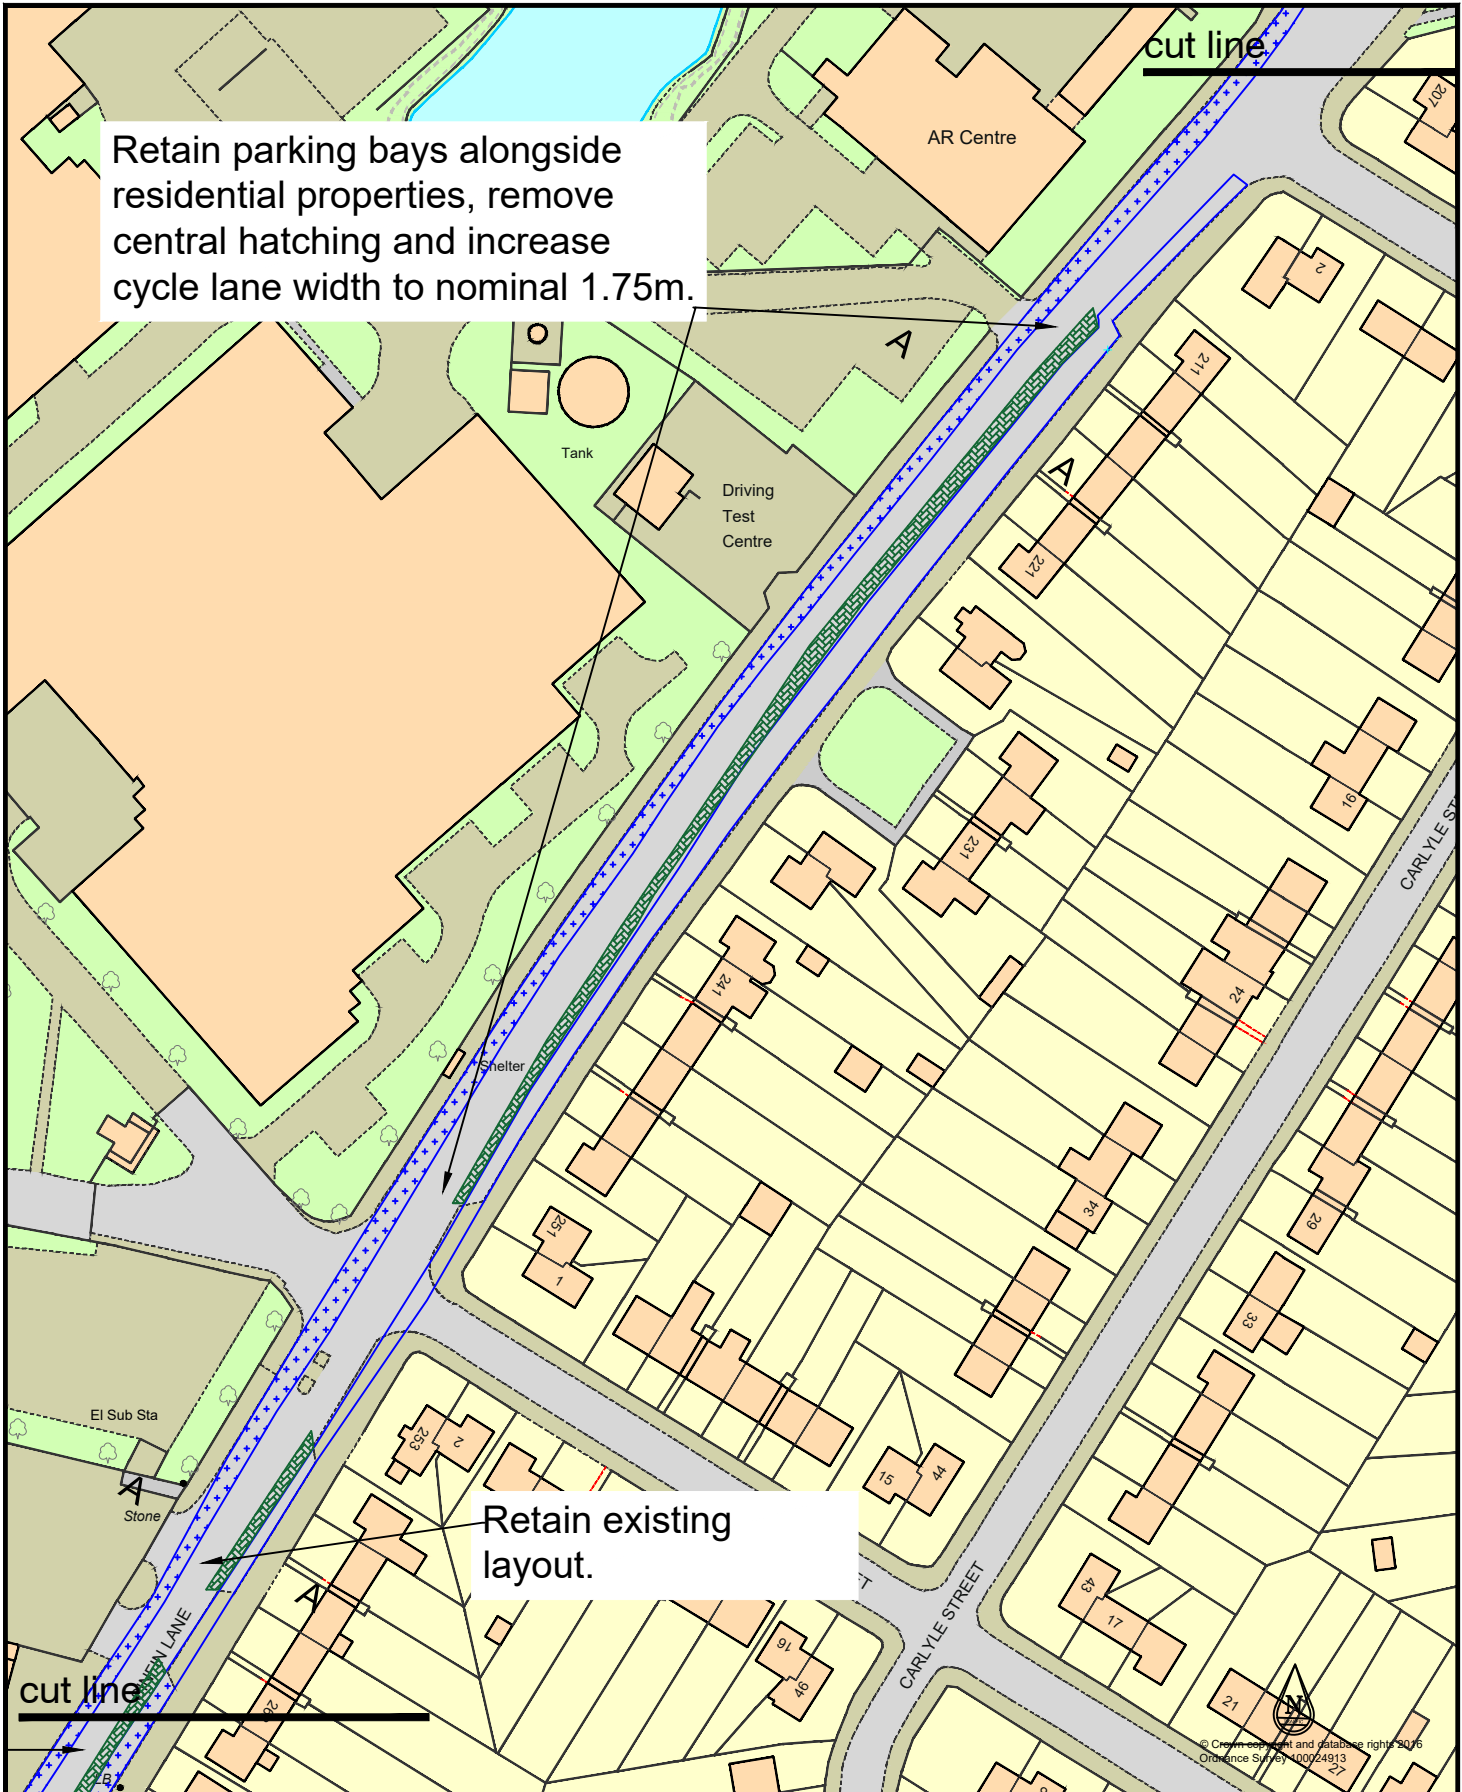 cut line
207
AR Centre
Retain parking bays alongside
residential properties, remove
central hatching and increase
cycle lane width to nominal 1.75m.
2
A
211
Tank
A
Driving
Test
Centre
221
16
CARLYLE ST
231
241
24
Shelter
34
29
251
1
33
El Sub Sta
253
2
15
44
A
Stone
Retain existing
layout.
A
43
17
CARLYLE STREET
16
46
LANE
cut line
21
N
27
© Crown copyright and database rights 2016
Ordnance Survey 100024913
LB